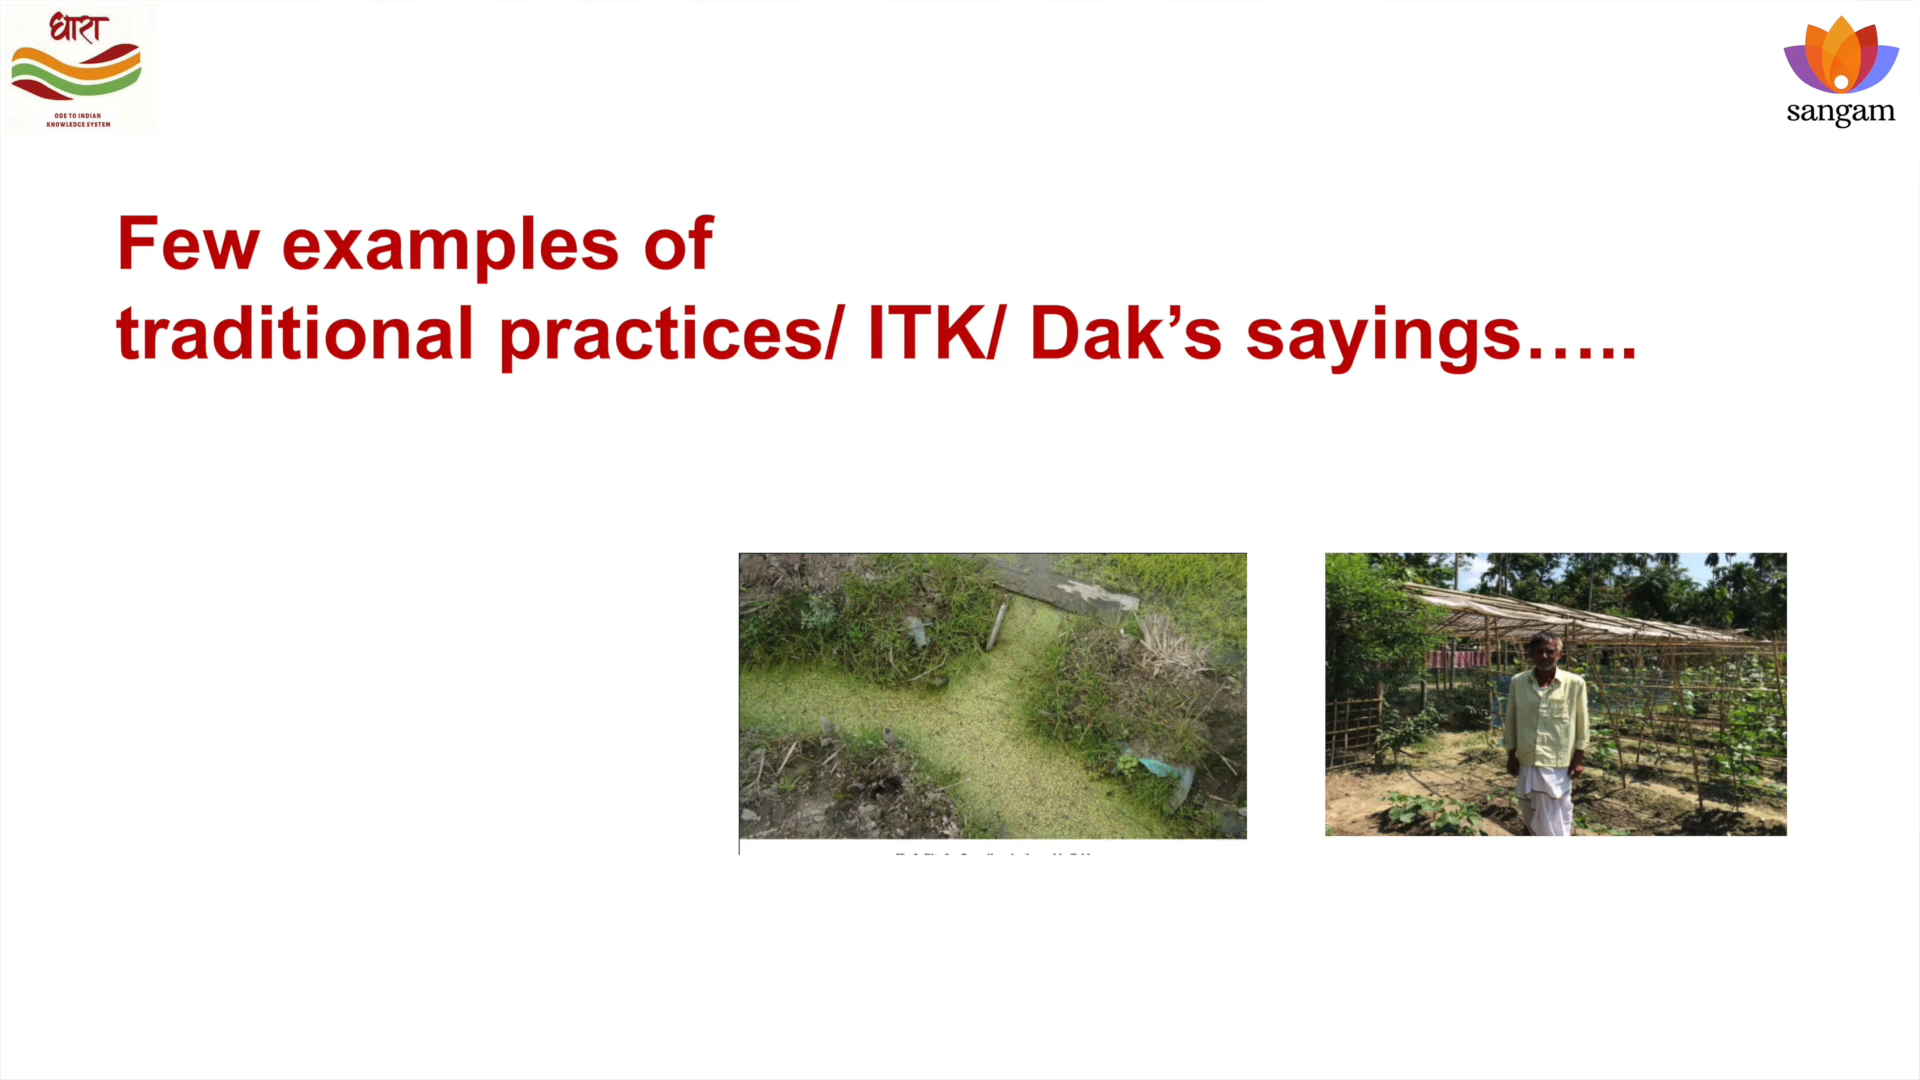 धारा
ODE TO INDIAN
KNOWLEDGE SYSTEM
sangam
Few examples of
traditional practices/ ITK/ Dak’s sayings…..